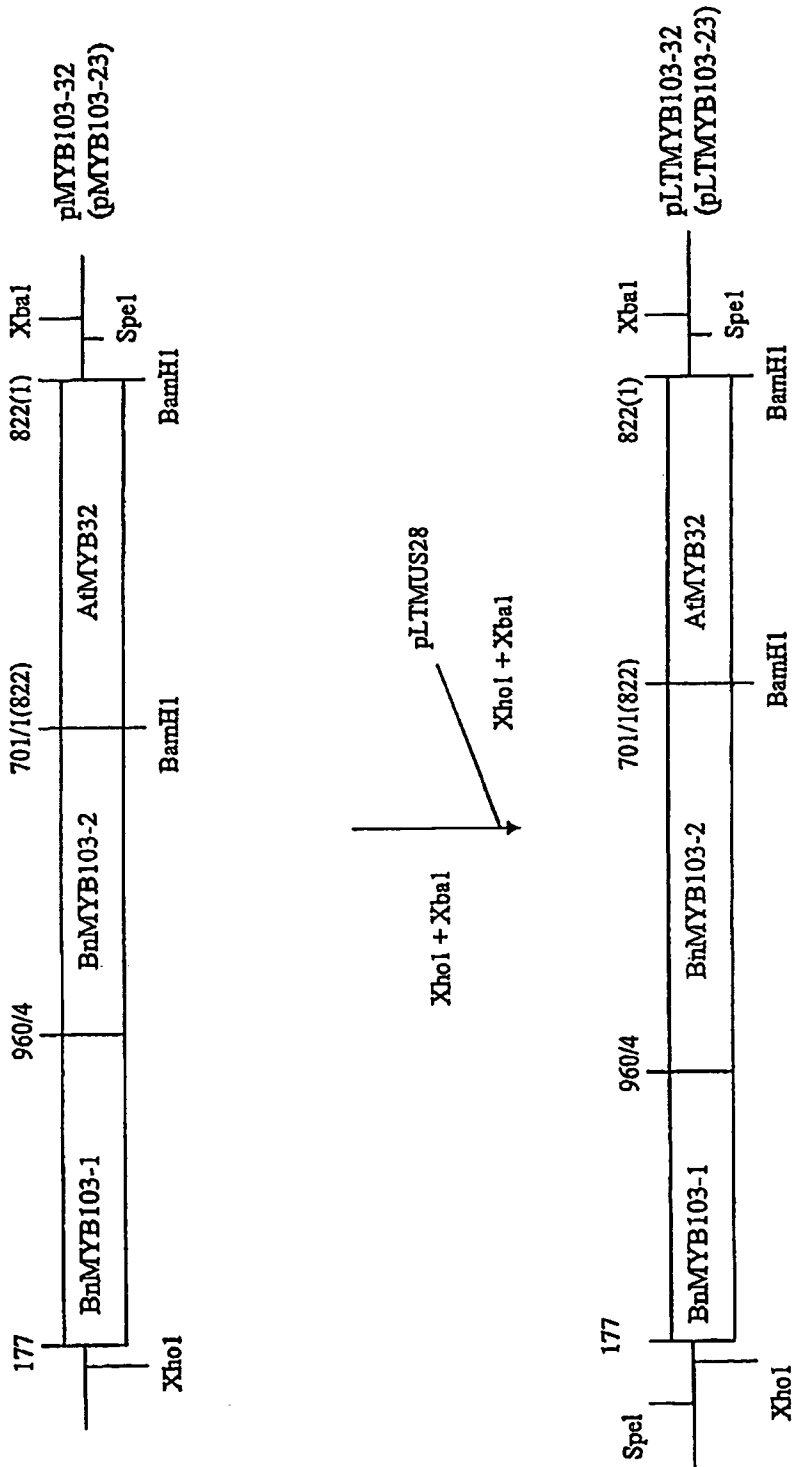 177
960/4
701/1(822)
822(1)
Xba1
pMYB103-32
(pMYB103-23)
BnMYB103-1
BnMYB103-2
AtMYB32
Xho1
BamH1
BamH1
Spe1
Xho1 + Xba1
pLTMUS28
Xho1 + Xba1
SpeI
177
960/4
701/1(822)
822(1)
Xba1
pLTMYB103-32
(pLTMYB103-23)
BnMYB103-1
BnMYB103-2
AtMYB32
Xho1
BamH1
BamH1
Spe1